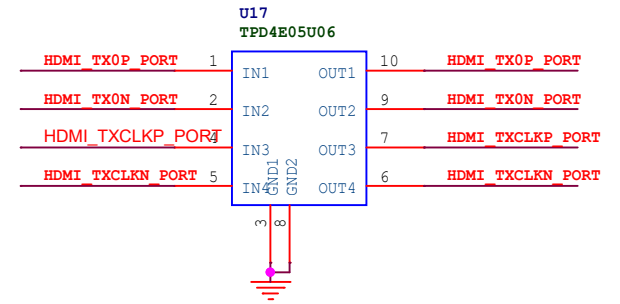 U17
TPD4E05U06
HDMI_TX0P_PORT 1 IN1 OUT1 10 HDMI_TX0P_PORT
HDMI_TX0N_PORT 2 IN2 OUT2 9 HDMI_TX0N_PORT
HDMI_TXCLKP_PORT 4 IN3 OUT3 7 HDMI_TXCLKP_PORT
HDMI_TXCLKN_PORT 5 IN4 OUT4 6 HDMI_TXCLKN_PORT
GND1 GND2
3 8